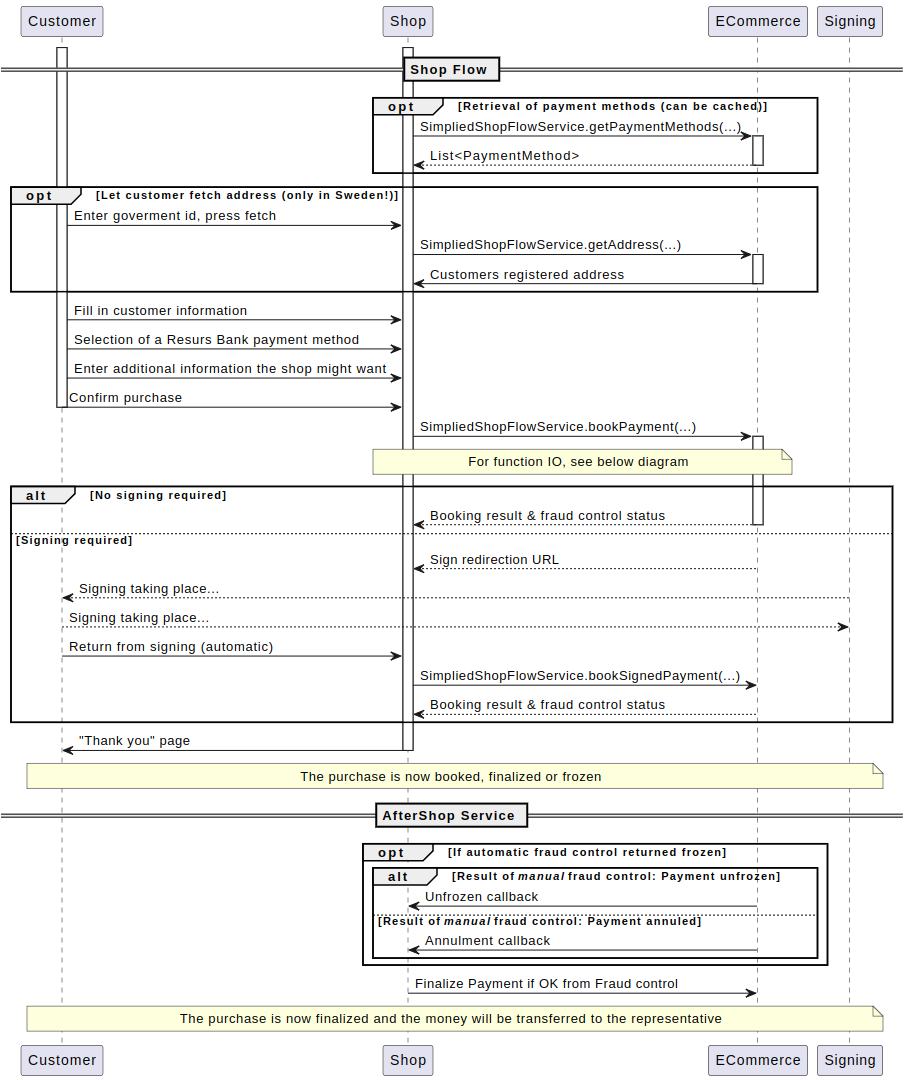 Customer Shop ECommerce Signing
Shop Flow
opt [Retrieval of payment methods (can be cached)]
SimpliedShopFlowService.getPaymentMethods(...)
List<PaymentMethod>
opt [Let customer fetch address (only in Sweden!)]
Enter goverment id, press fetch
SimpliedShopFlowService.getAddress(...)
Customers registered address
Fill in customer information
Selection of a Resurs Bank payment method
Enter additional information the shop might want
Confirm purchase
SimpliedShopFlowService.bookPayment(...)
For function IO, see below diagram
alt [No signing required]
Booking result & fraud control status
[Signing required]
Sign redirection URL
Signing taking place...
Signing taking place...
Return from signing (automatic)
SimpliedShopFlowService.bookSignedPayment(...)
Booking result & fraud control status
"Thank you" page
The purchase is now booked, finalized or frozen
AfterShop Service
opt [If automatic fraud control returned frozen]
alt [Result of manual fraud control: Payment unfrozen]
Unfrozen callback
[Result of manual fraud control: Payment annuled]
Annulment callback
Finalize Payment if OK from Fraud control
The purchase is now finalized and the money will be transferred to the representative
Customer Shop ECommerce Signing